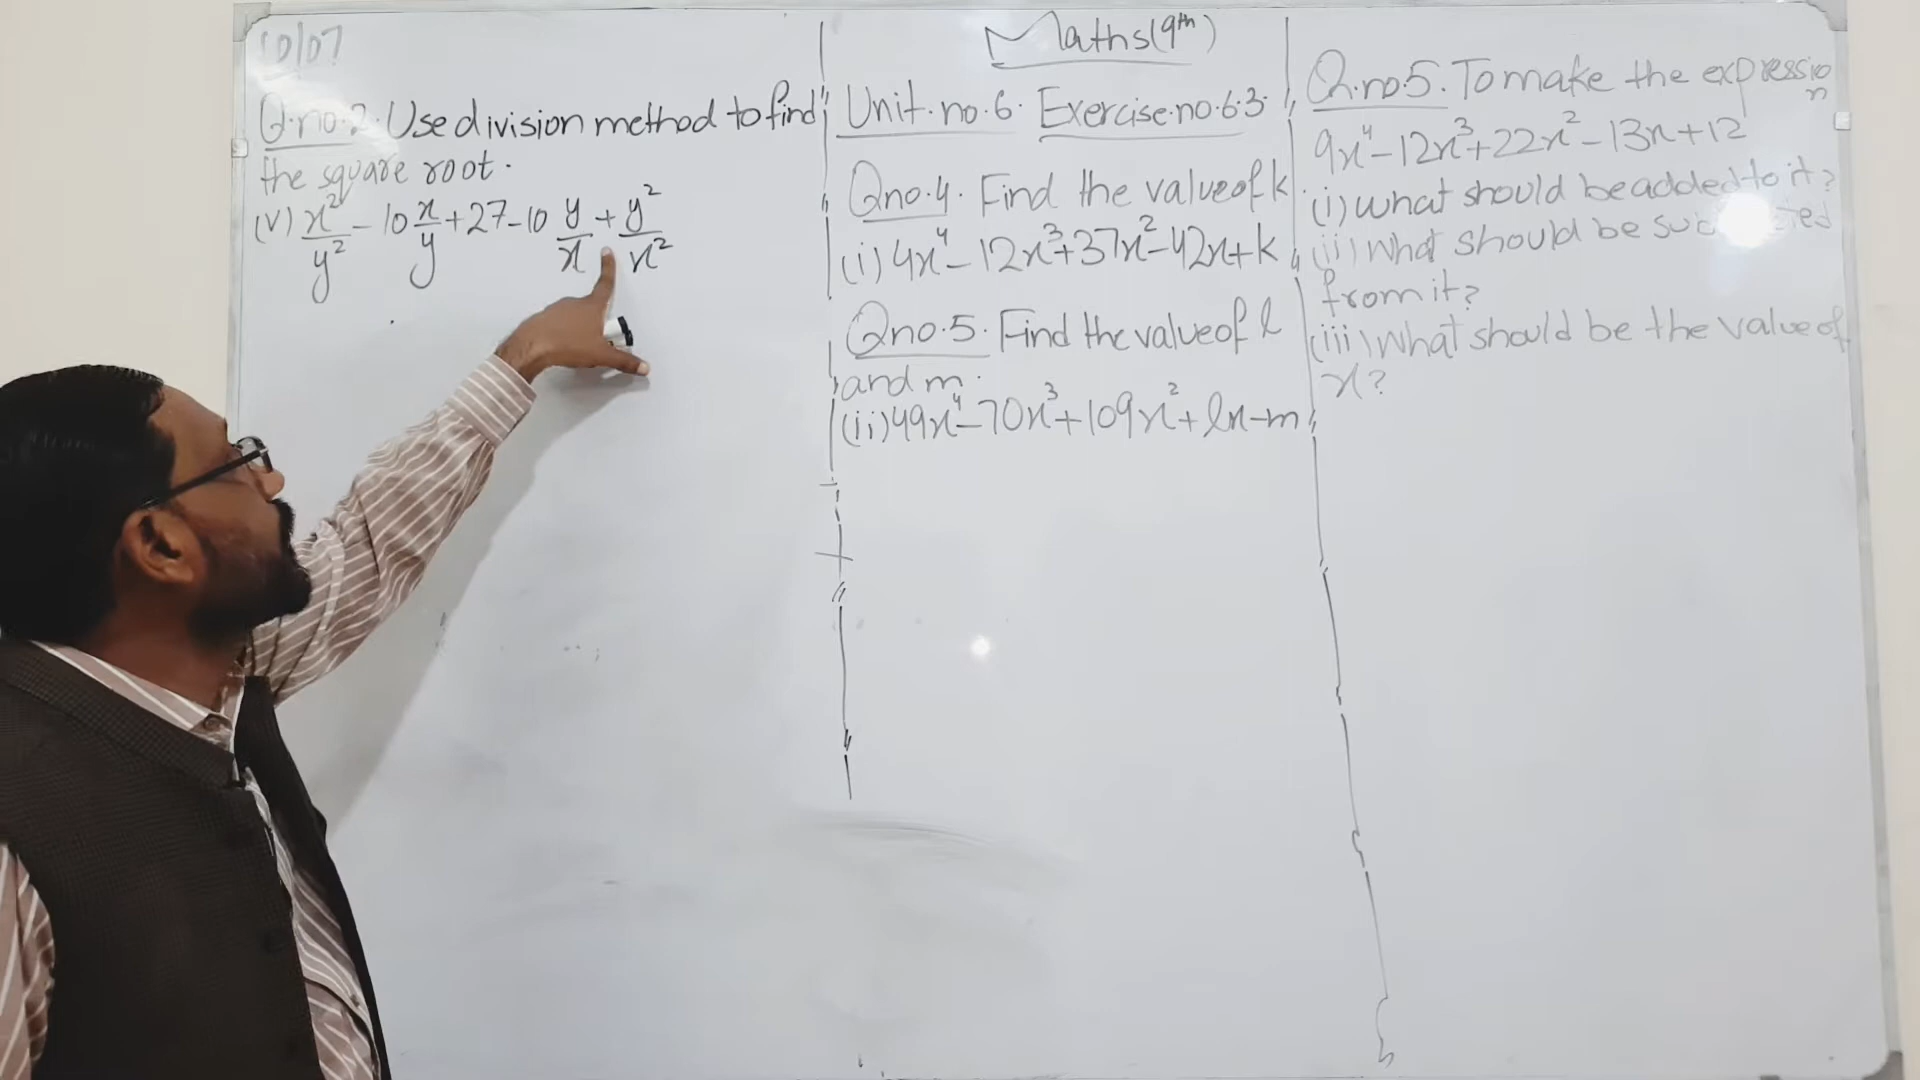 10/07
Maths(9th)
Q.no.2. Use division method to find
the square root.
(v) x²/y² - 10 x/y + 27 - 10 y/x + y²/x²
Unit.no.6. Exercise.no.6.3.
Qno.4. Find the value of k.
(i) 4x⁴ - 12x³ + 37x² - 42x + k
Qno.5. Find the value of l
and m.
(ii) 49x⁴ - 70x³ + 109x² + lx - m
Q.no.5. To make the expression
9x⁴ - 12x³ + 22x² - 13x + 12
(i) what should be added to it?
(ii) What should be
from it?
(iii) What should be the value of
x?